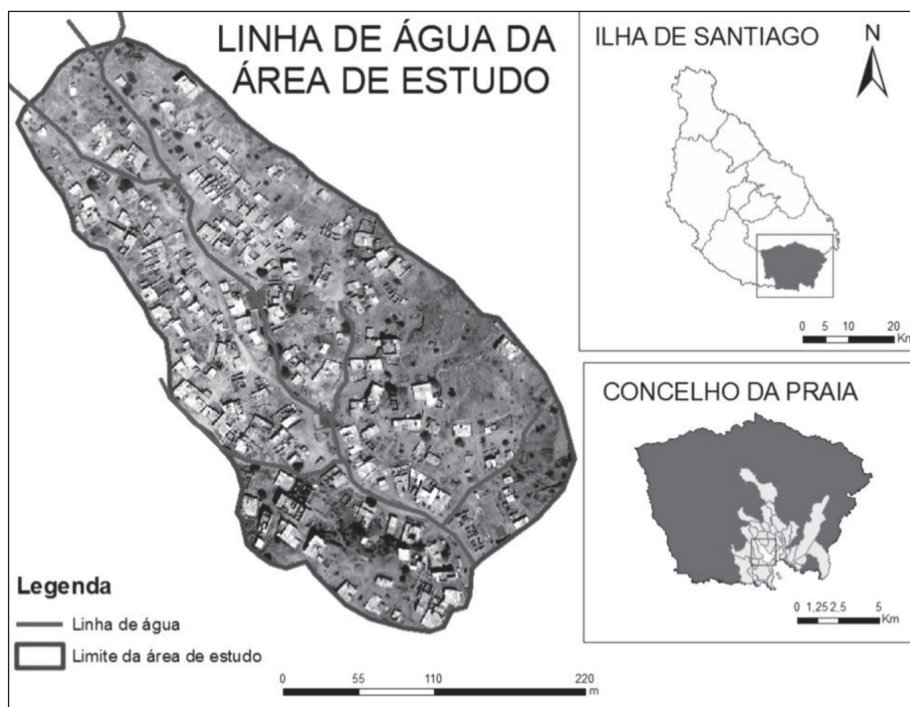 LINHA DE ÁGUA DA
ÁREA DE ESTUDO
ILHA DE SANTIAGO
N
0 5 10 20
Km
CONCELHO DA PRAIA
0 1,25 2,5 5
Km
Legenda
Linha de água
Limite da área de estudo
0 55 110 220
m